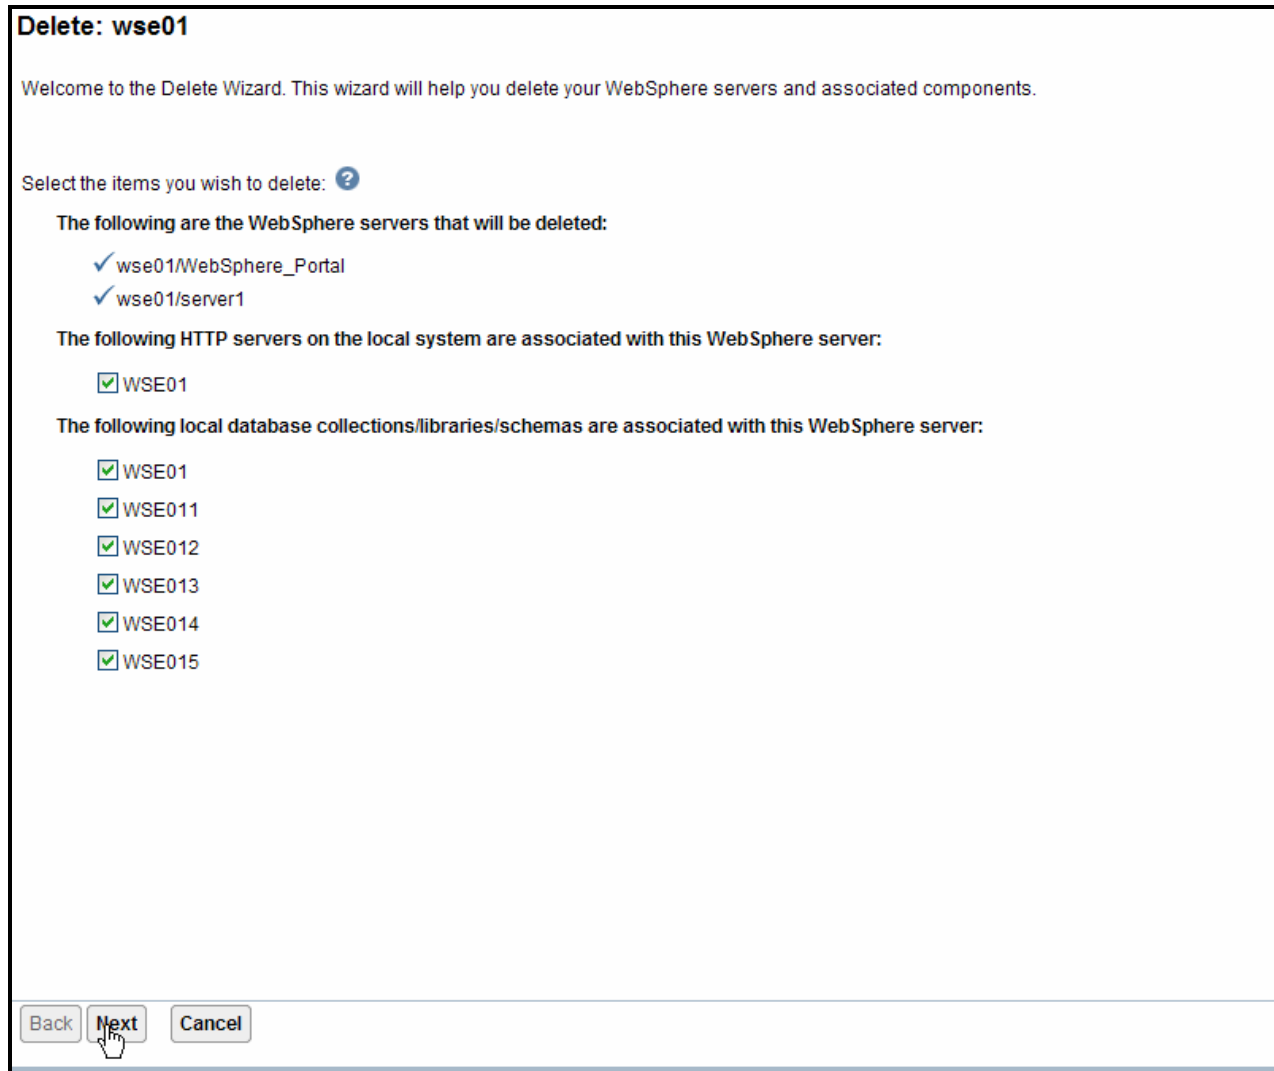 Delete: wse01
Welcome to the Delete Wizard. This wizard will help you delete your WebSphere servers and associated components.
Select the items you wish to delete: ?
The following are the WebSphere servers that will be deleted:
wse01/WebSphere_Portal
wse01/server1
The following HTTP servers on the local system are associated with this WebSphere server:
WSE01
The following local database collections/libraries/schemas are associated with this WebSphere server:
WSE01
WSE011
WSE012
WSE013
WSE014
WSE015
Back Next Cancel